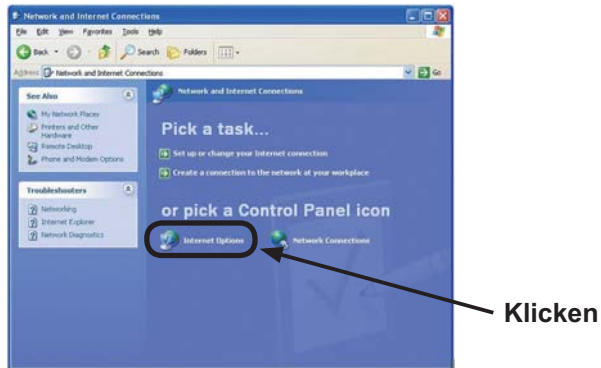 Network and Internet Connections
File Edit View Favorites Tools Help
Back Search Folders
Address Network and Internet Connections Go
See Also
My Network Places
Printers and Other
Hardware
Remote Desktop
Phone and Modem Options
Troubleshooters
Networking
Internet Explorer
Network Diagnostics
Network and Internet Connections
Pick a task...
Set up or change your Internet connection
Create a connection to the network at your workplace
or pick a Control Panel icon
Internet Options Network Connections
Klicken